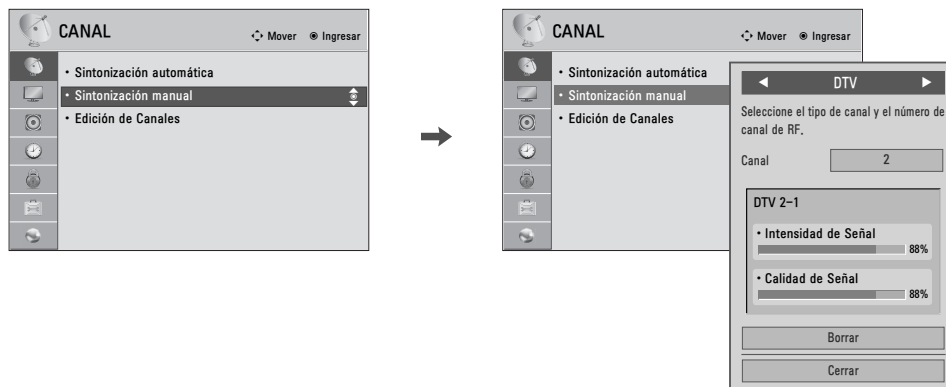 CANAL
Mover
Ingresar
• Sintonización automática
• Sintonización manual
• Edición de Canales
CANAL
Mover
Ingresar
• Sintonización automática
• Sintonización manual
• Edición de Canales
DTV
Seleccione el tipo de canal y el número de
canal de RF.
Canal
2
DTV 2-1
• Intensidad de Señal
88%
• Calidad de Señal
88%
Borrar
Cerrar